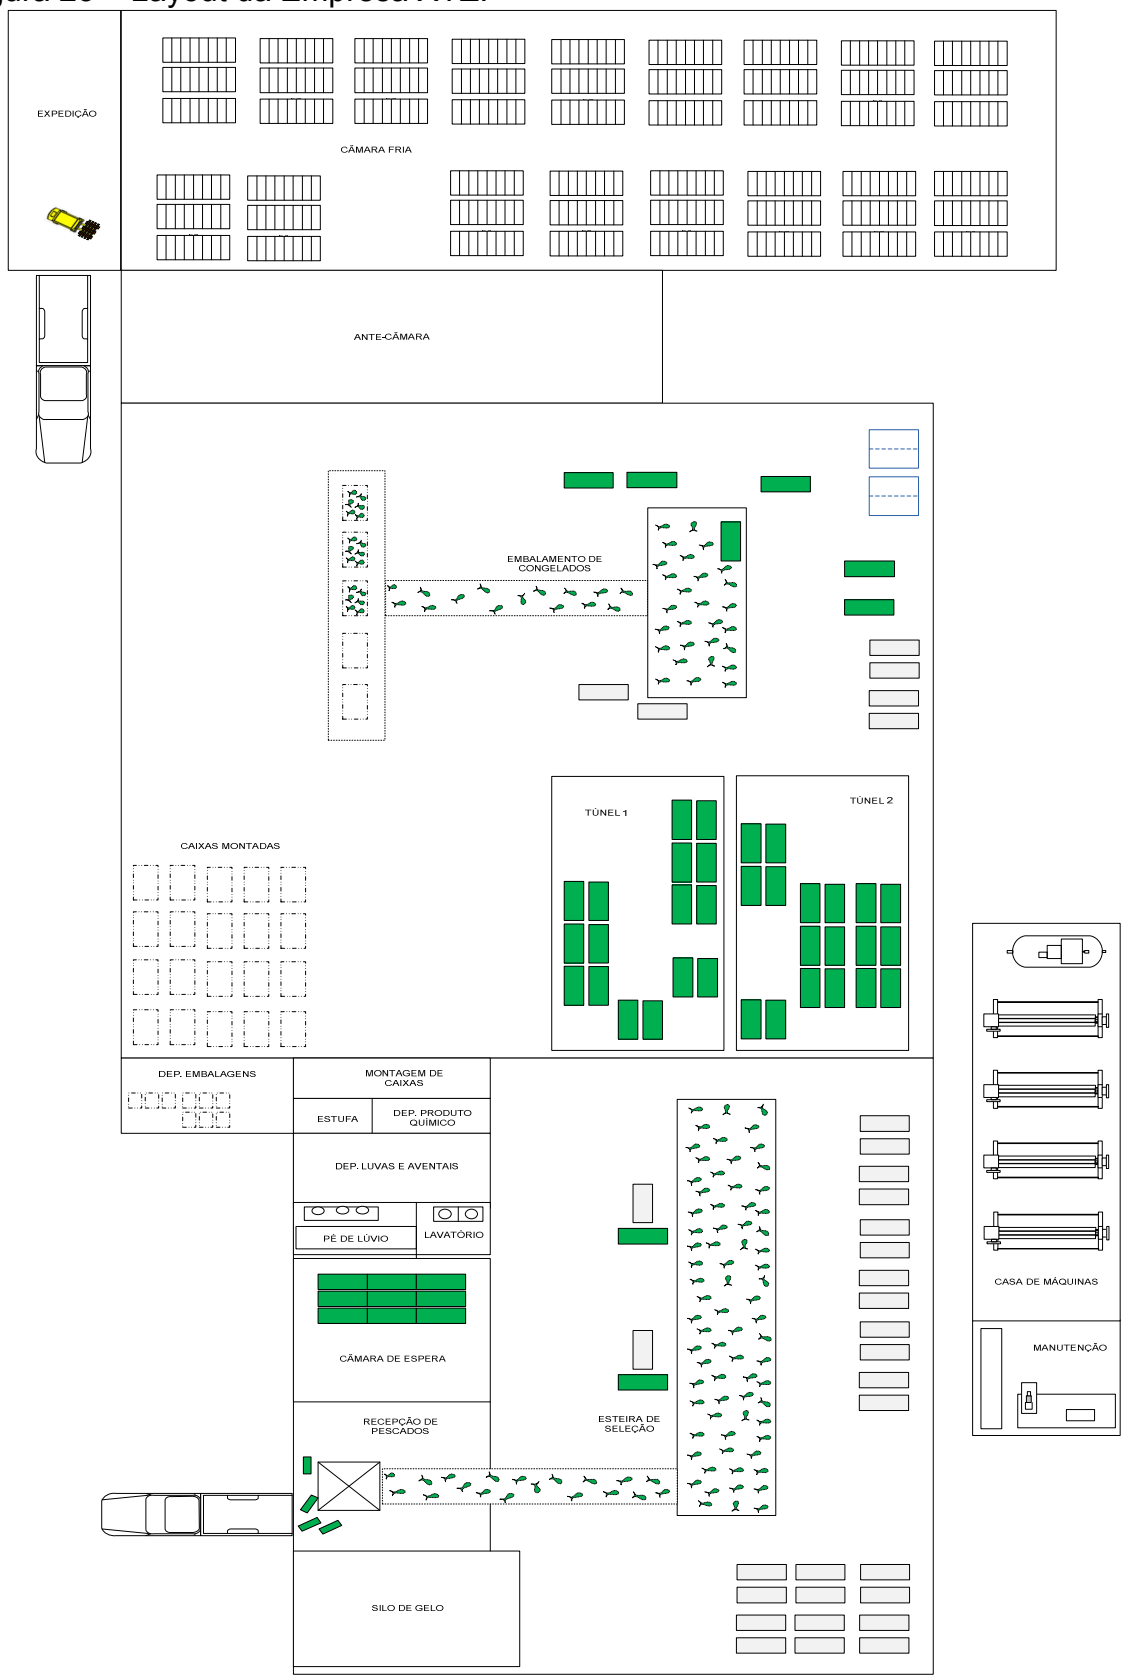 EXPEDIÇÃO
CÂMARA FRIA
ANTE-CÂMARA
EMBALAMENTO DE
CONGELADOS
TÚNEL 1
TÚNEL 2
CAIXAS MONTADAS
DEP. EMBALAGENS
MONTAGEM DE
CAIXAS
ESTUFA
DEP. PRODUTO
QUÍMICO
DEP. LUVAS E AVENTAIS
PÉ DE LÚVIO
LAVATÓRIO
CÂMARA DE ESPERA
RECEPÇÃO DE
PESCADOS
ESTEIRA DE
SELEÇÃO
SILO DE GELO
CASA DE MÁQUINAS
MANUTENÇÃO